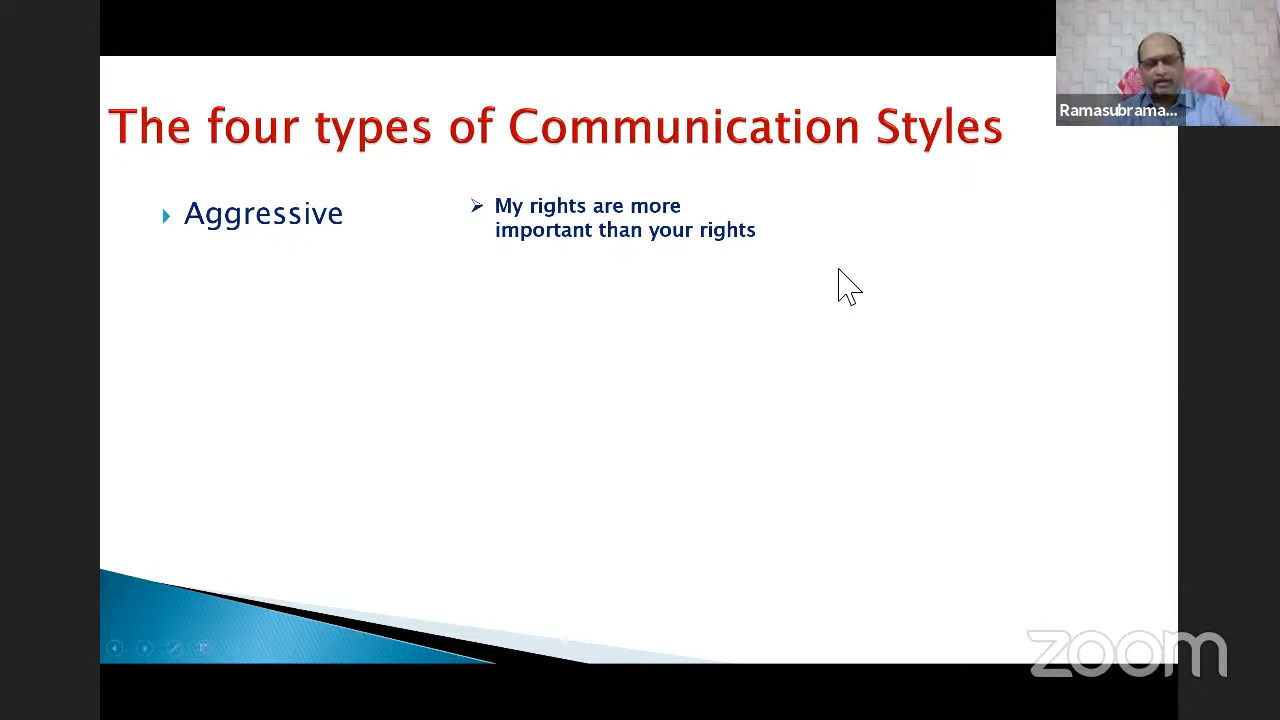 The four types of Communication Styles
Ramasubrama...
Aggressive
My rights are more
important than your rights
zoom